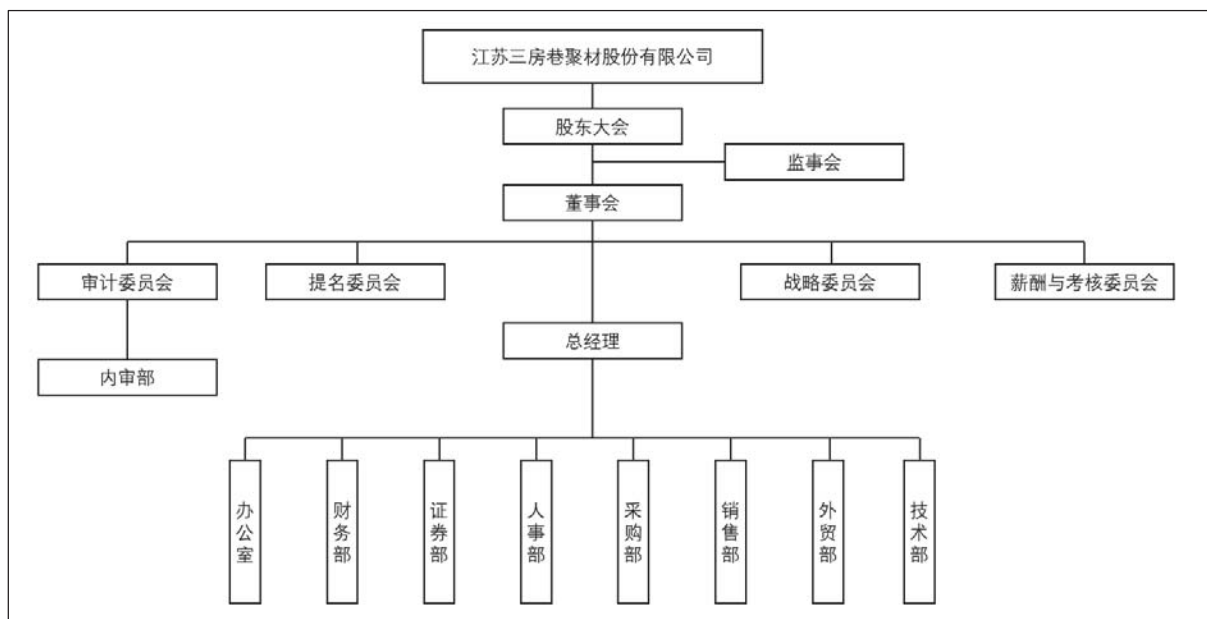 江苏三房巷聚材股份有限公司
股东大会
监事会
董事会
审计委员会
提名委员会
战略委员会
薪酬与考核委员会
总经理
内审部
办公室
财务部
证券部
人事部
采购部
销售部
外贸部
技术部